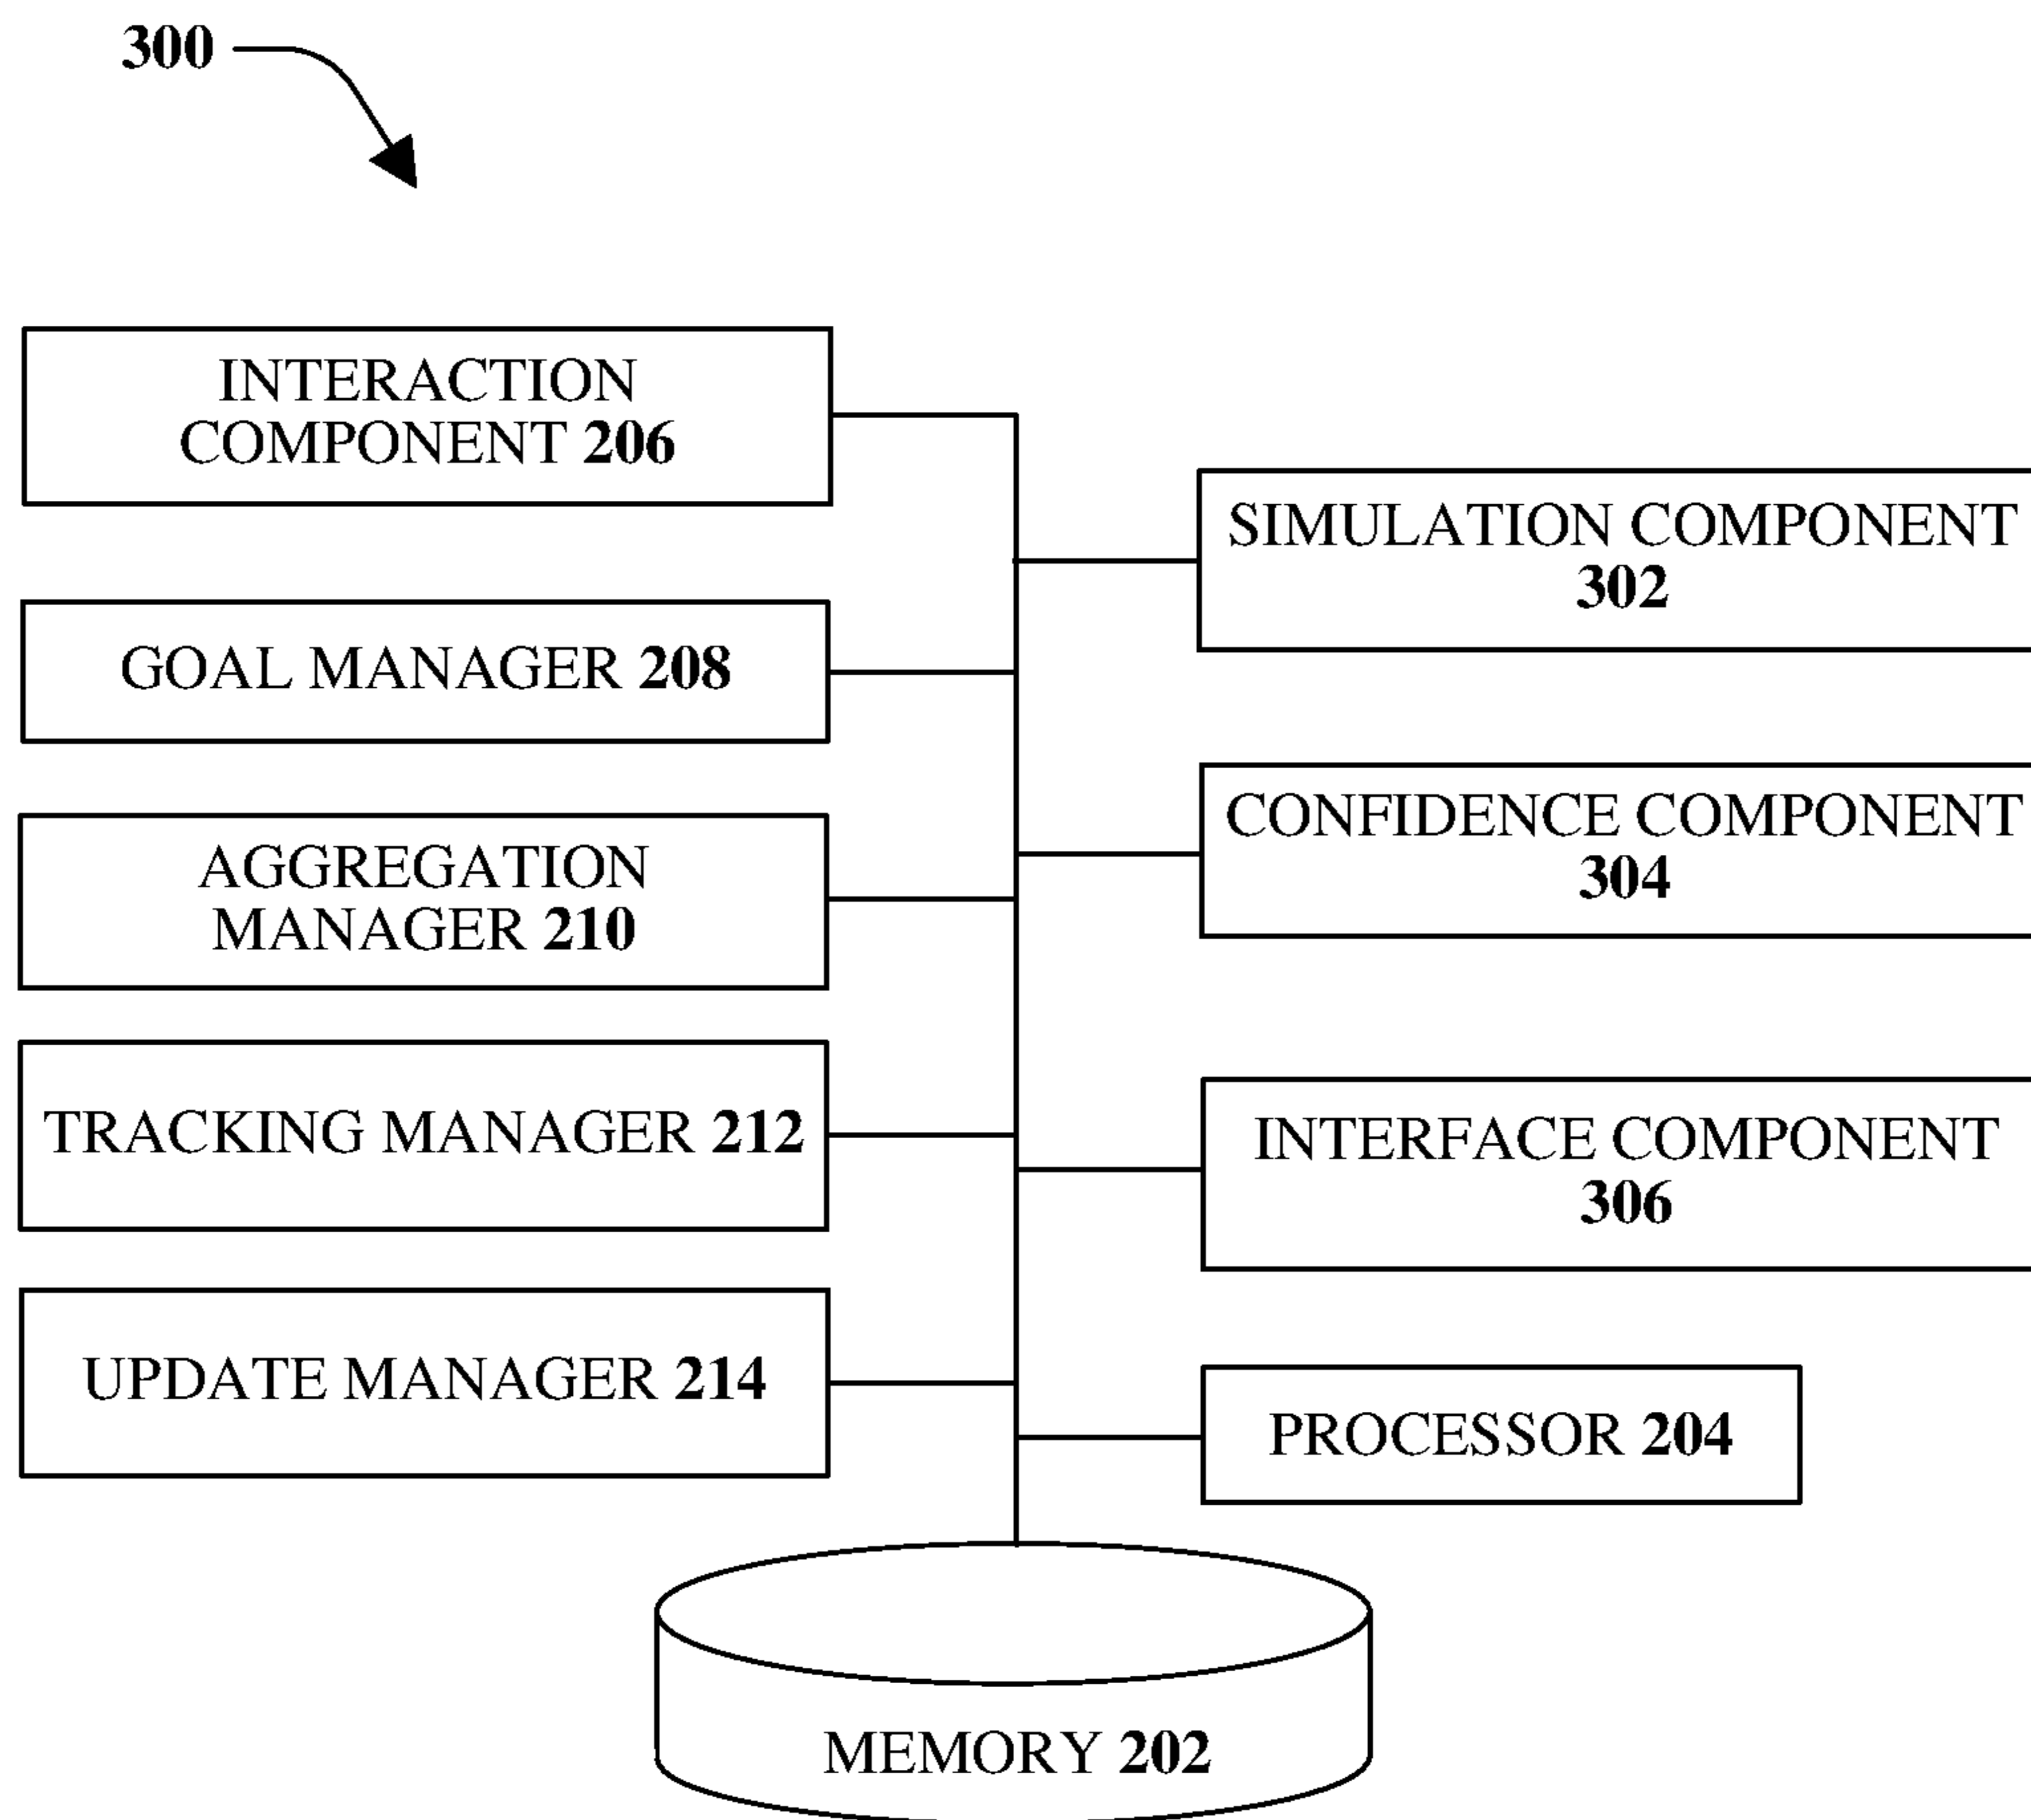 300
INTERACTION
COMPONENT 206
GOAL MANAGER 208
AGGREGATION
MANAGER 210
TRACKING MANAGER 212
UPDATE MANAGER 214
SIMULATION COMPONENT
302
CONFIDENCE COMPONENT
304
INTERFACE COMPONENT
306
PROCESSOR 204
MEMORY 202